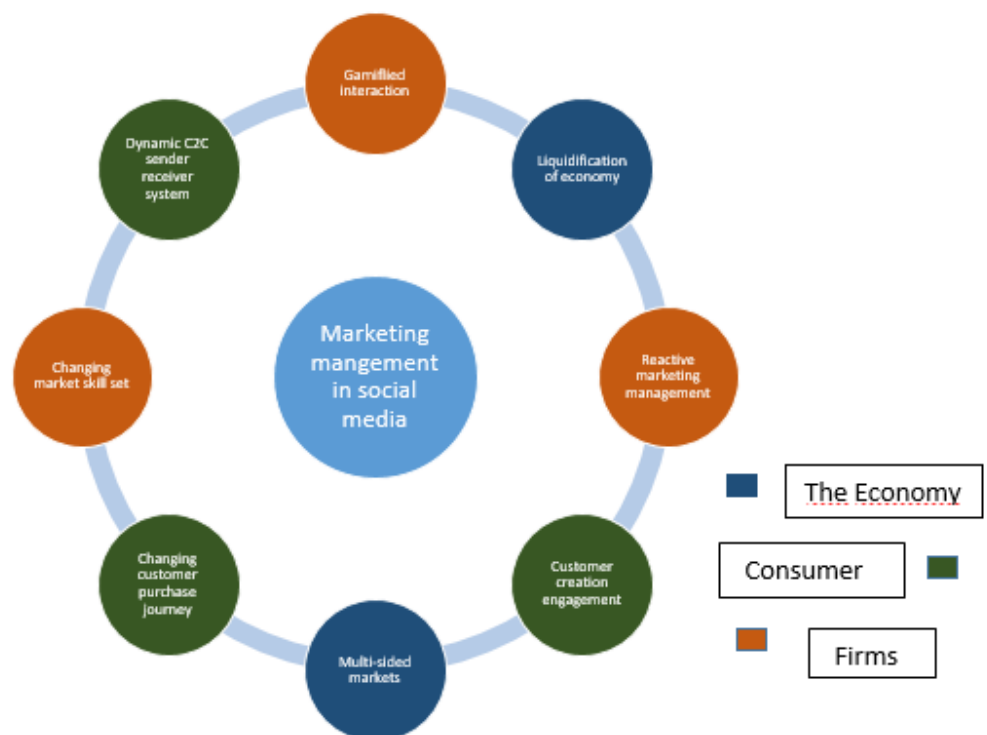 Gamiflied
interaction
Dynamic C2C
sender
receiver
system
Liquidification
of economy
Marketing
mangement
in social
media
Changing
market skill set
Reactive
marketing
management
The Economy
Consumer
Changing
customer
purchase
journey
Customer
creation
engagement
Firms
Multi-sided
markets